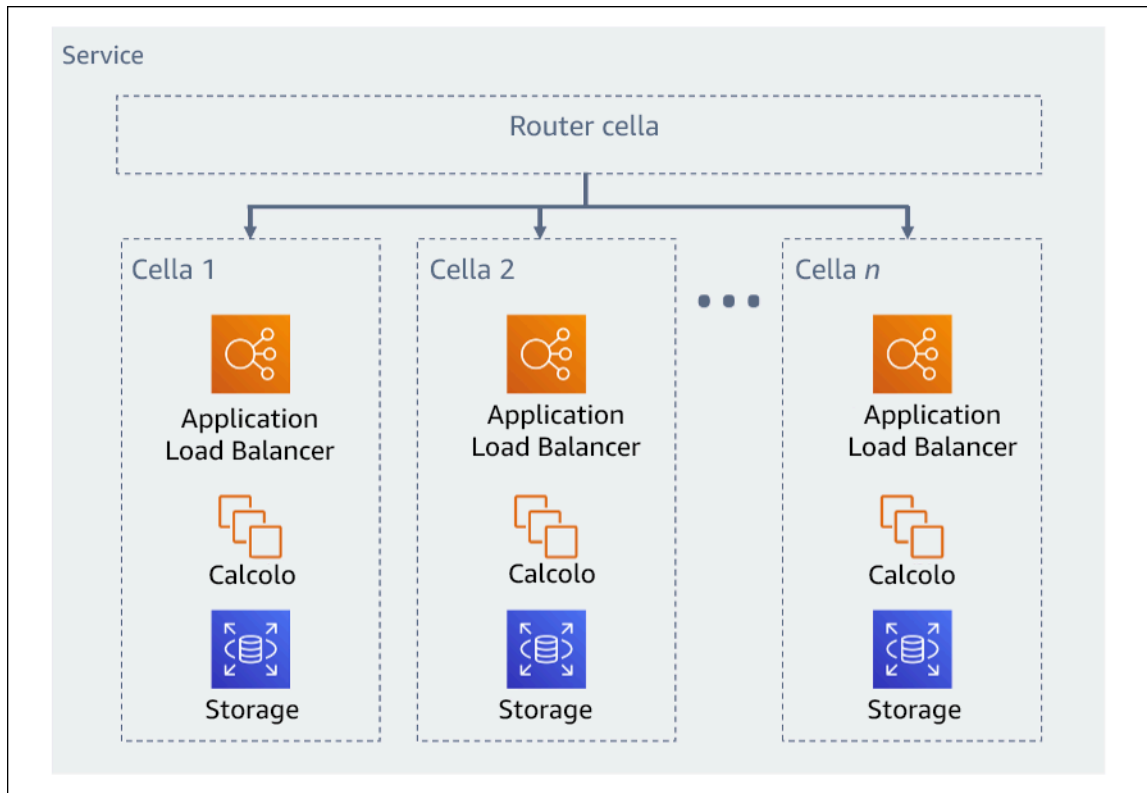 Service
Router cella
Cella 1
Application
Load Balancer
Calcolo
Storage
Cella 2
Application
Load Balancer
Calcolo
Storage
Cella n
Application
Load Balancer
Calcolo
Storage